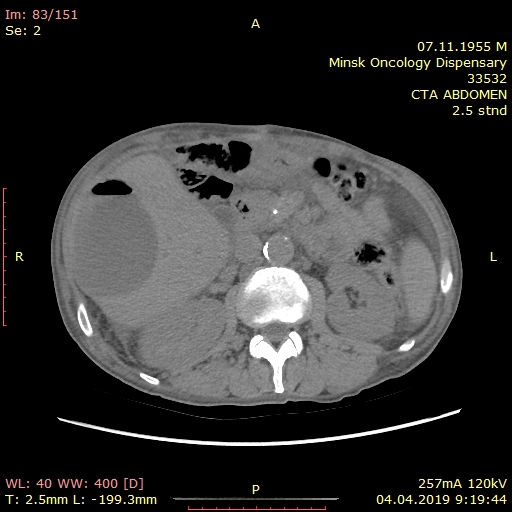 Im: 83/151
Se: 2
A
07.11.1955 M
Minsk Oncology Dispensary
33532
CTA ABDOMEN
2.5 stnd
R
L
WL: 40 WW: 400 [D]
T: 2.5mm L: -199.3mm
P
257mA 120kV
04.04.2019 9:19:44